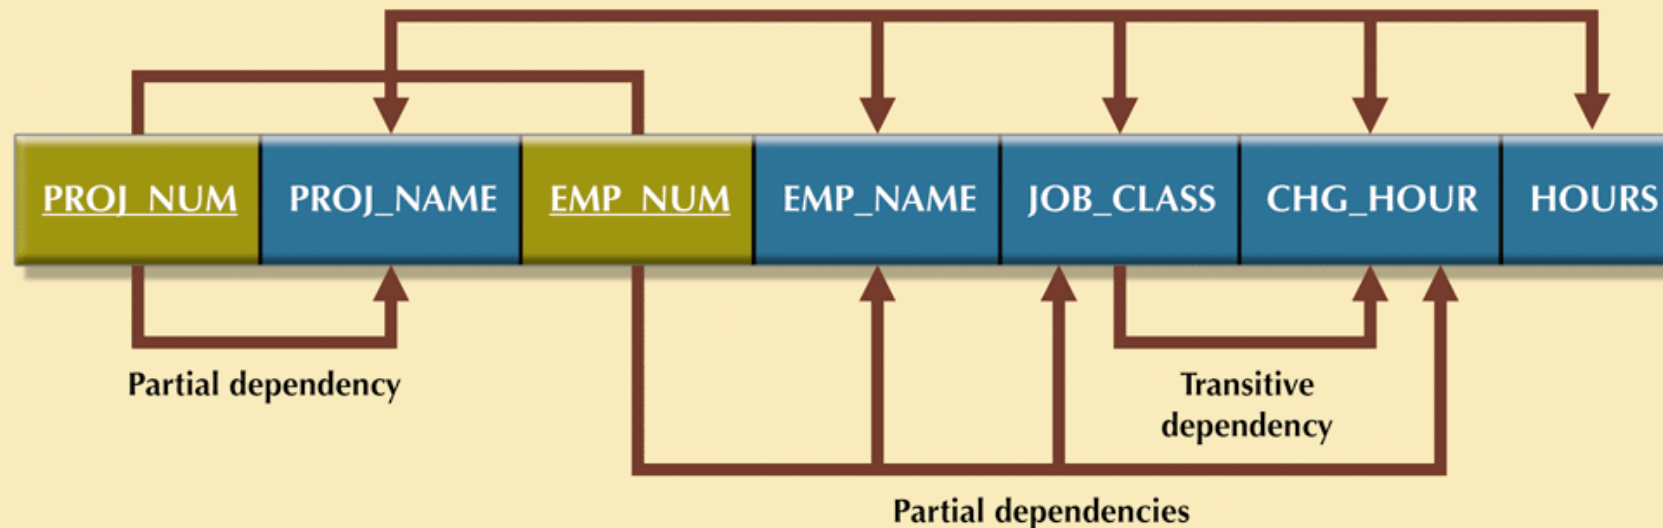 PROJ_NUM PROJ_NAME EMP_NUM EMP_NAME JOB_CLASS CHG_HOUR HOURS
Partial dependency
Transitive
dependency
Partial dependencies